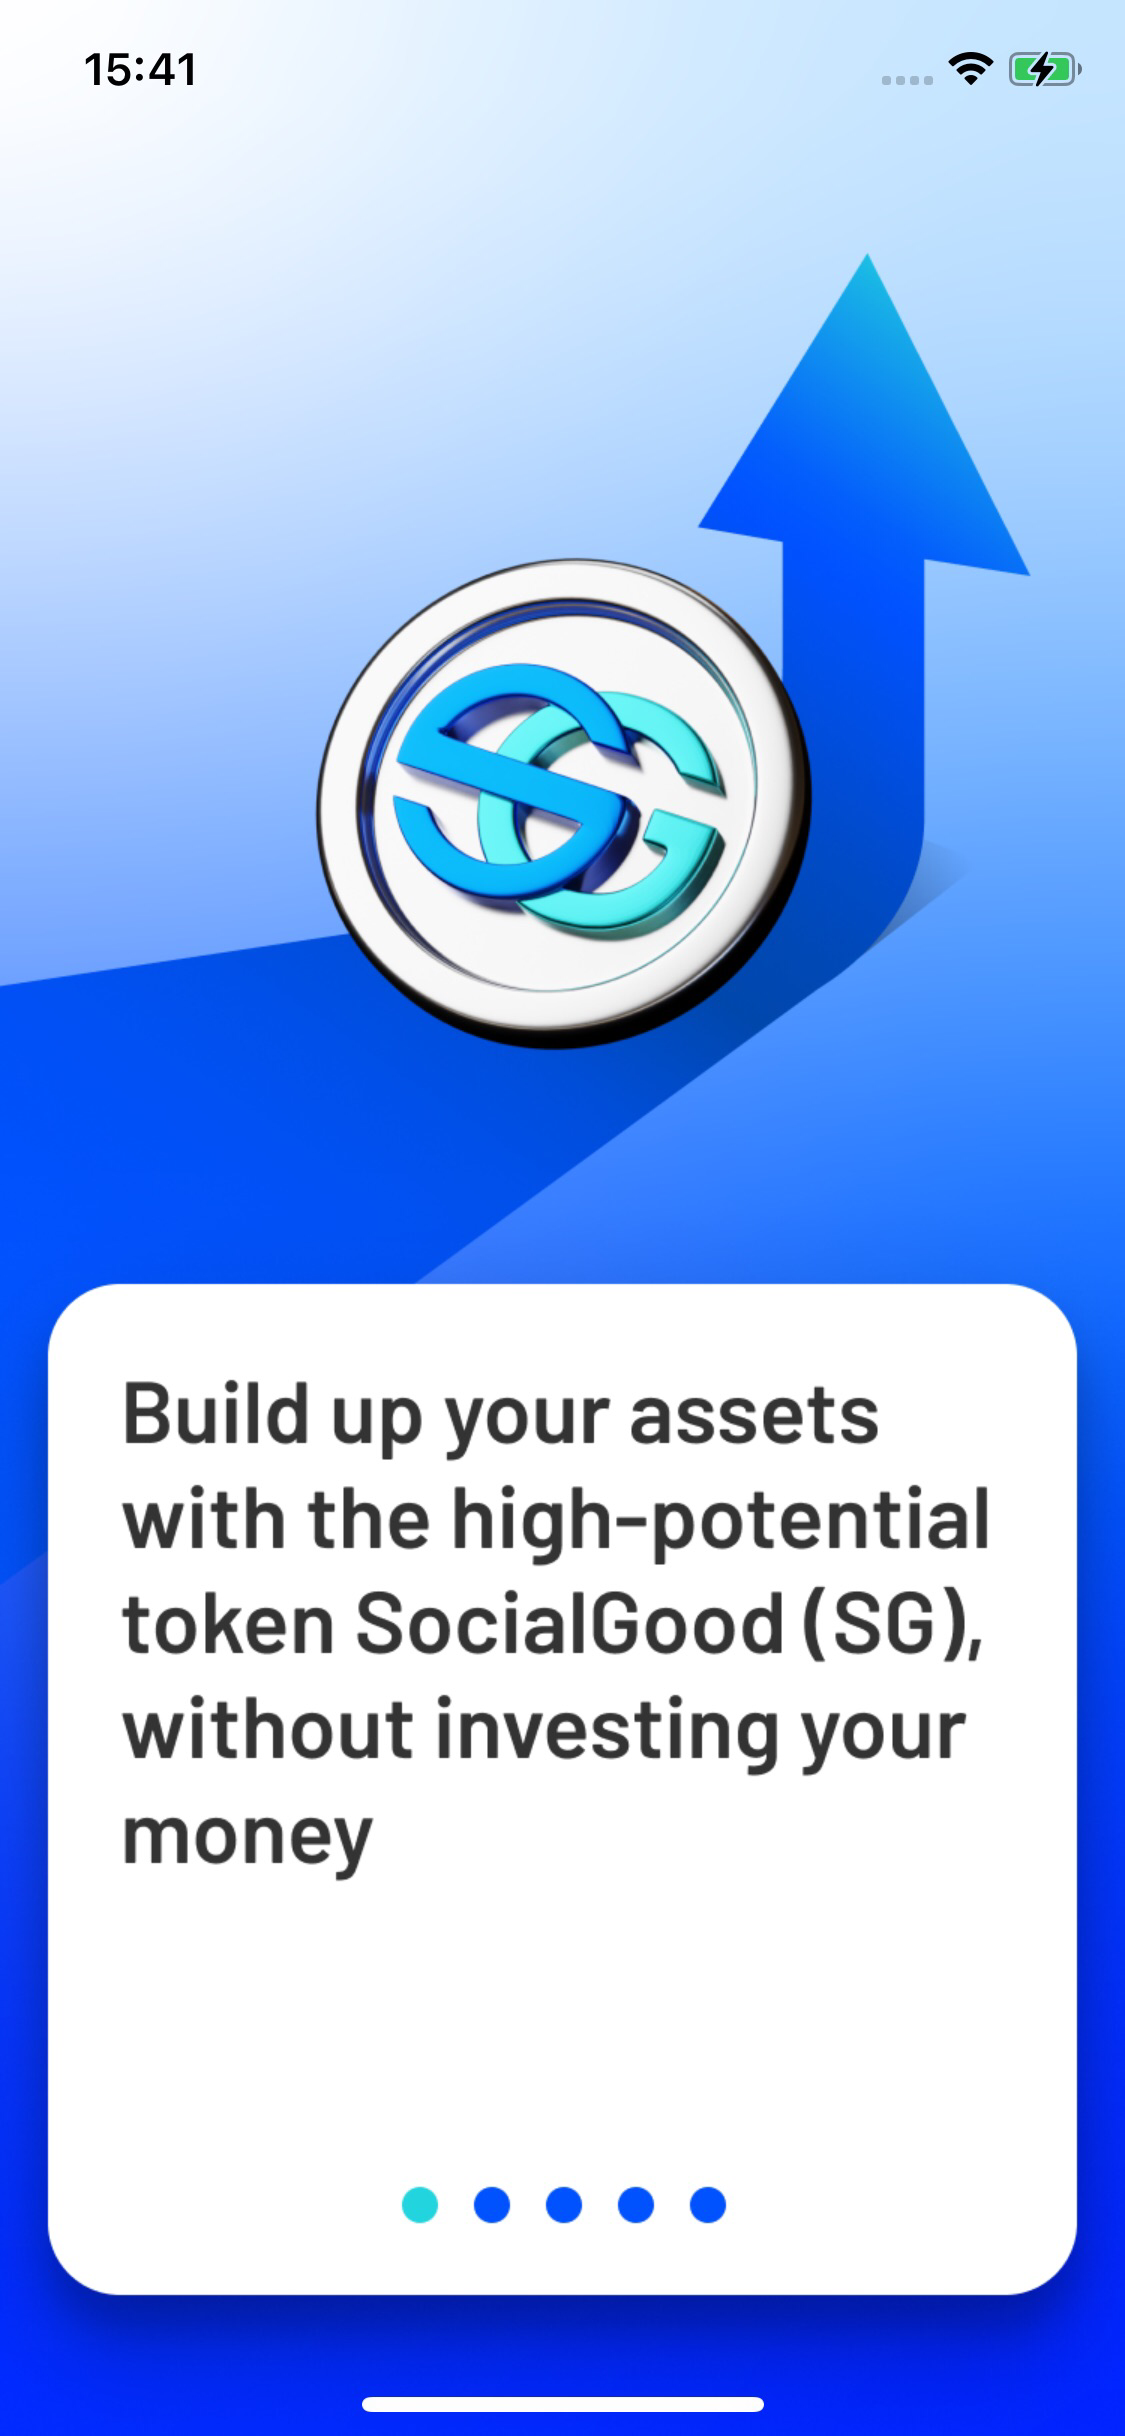 15:41
SG
Build up your assets
with the high-potential
token SocialGood (SG),
without investing your
money